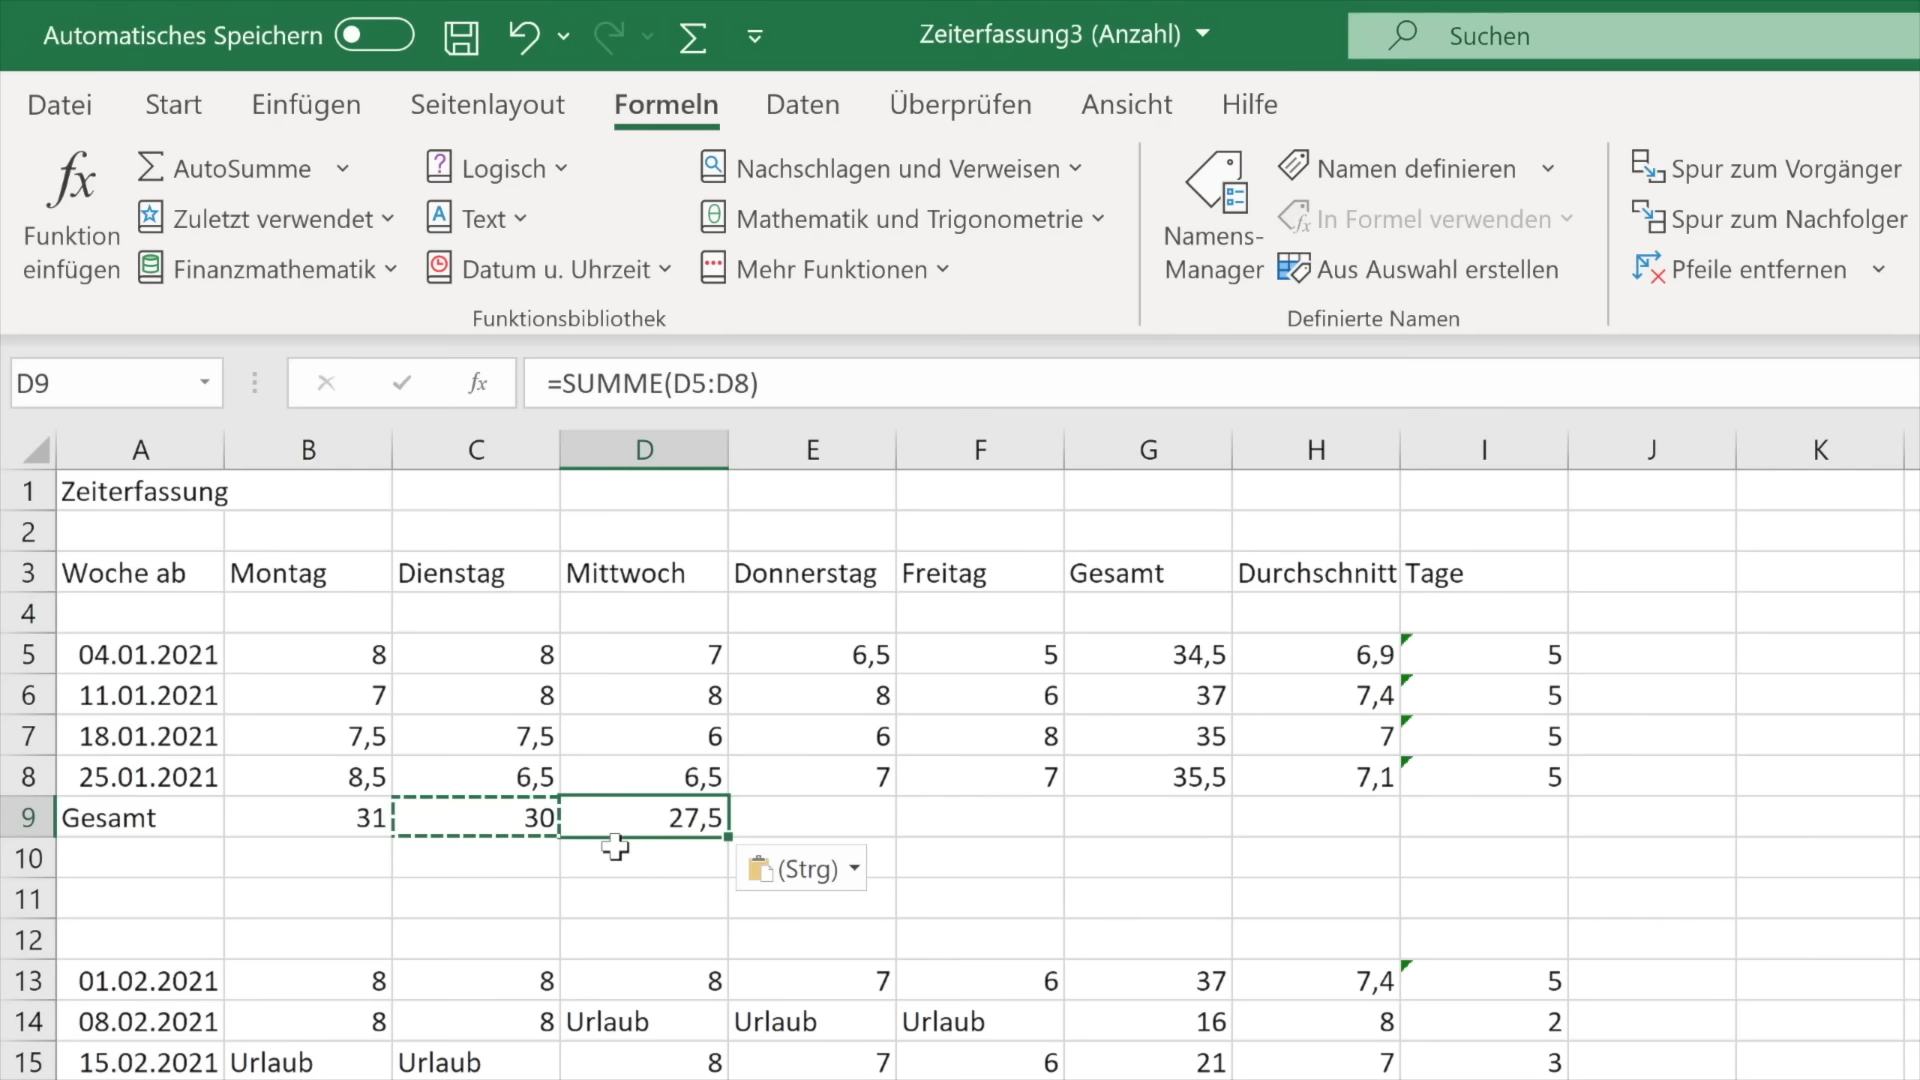 Automatisches Speichern Zeiterfassung3 (Anzahl) Suchen
Datei Start Einfügen Seitenlayout Formeln Daten Überprüfen Ansicht Hilfe
fx Funktion einfügen
Σ AutoSumme
Zuletzt verwendet
Finanzmathematik
Logisch
Text
Datum u. Uhrzeit
Nachschlagen und Verweisen
Mathematik und Trigonometrie
Mehr Funktionen
Funktionsbibliothek
Namens-
Manager
Namen definieren
In Formel verwenden
Aus Auswahl erstellen
Definierte Namen
Spur zum Vorgänger
Spur zum Nachfolger
Pfeile entfernen
D9 fx =SUMME(D5:D8)
A B C D E F G H I J K
1 Zeiterfassung
2
3 Woche ab Montag Dienstag Mittwoch Donnerstag Freitag Gesamt Durchschnitt Tage
4
5 04.01.2021 8 8 7 6,5 5 34,5 6,9 5
6 11.01.2021 7 8 8 8 6 37 7,4 5
7 18.01.2021 7,5 7,5 6 6 8 35 7 5
8 25.01.2021 8,5 6,5 6,5 7 7 35,5 7,1 5
9 Gesamt 31 30 27,5
10 (Strg)
11
12
13 01.02.2021 8 8 8 7 6 37 7,4 5
14 08.02.2021 8 8 Urlaub Urlaub Urlaub 16 8 2
15 15.02.2021 Urlaub Urlaub 8 7 6 21 7 3